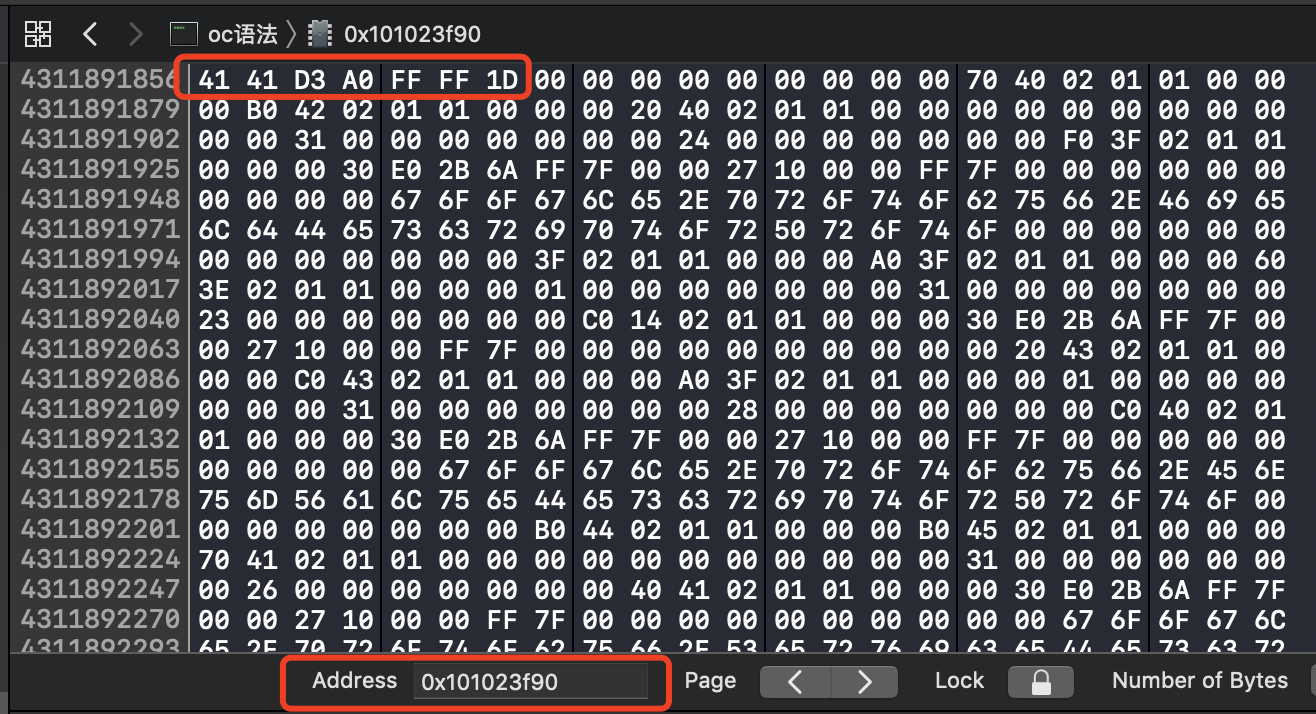 oc语法 〉 0x101023f90
4311891856 41 41 D3 A0 FF FF 1D 00 00 00 00 00 00 00 00 00 70 40 02 01 01 00 00
4311891879 00 B0 42 02 01 01 00 00 00 20 40 02 01 01 00 00 00 00 00 00 00 00 00
4311891902 00 00 31 00 00 00 00 00 00 00 24 00 00 00 00 00 00 00 F0 3F 02 01 01
4311891925 00 00 00 30 E0 2B 6A FF 7F 00 00 27 10 00 00 FF 7F 00 00 00 00 00 00
4311891948 00 00 00 00 67 6F 6F 67 6C 65 2E 70 72 6F 74 6F 62 75 66 2E 46 69 65
4311891971 6C 64 44 65 73 63 72 69 70 74 6F 72 50 72 6F 74 6F 00 00 00 00 00 00
4311891994 00 00 00 00 00 00 00 3F 02 01 01 00 00 00 A0 3F 02 01 01 00 00 00 60
4311892017 3E 02 01 01 00 00 00 01 00 00 00 00 00 00 00 31 00 00 00 00 00 00 00
4311892040 23 00 00 00 00 00 00 00 C0 14 02 01 01 00 00 00 30 E0 2B 6A FF 7F 00
4311892063 00 27 10 00 00 FF 7F 00 00 00 00 00 00 00 00 00 00 20 43 02 01 01 00
4311892086 00 00 C0 43 02 01 01 00 00 00 A0 3F 02 01 01 00 00 00 01 00 00 00 00
4311892109 00 00 00 31 00 00 00 00 00 00 00 28 00 00 00 00 00 00 00 C0 40 02 01
4311892132 01 00 00 00 30 E0 2B 6A FF 7F 00 00 27 10 00 00 FF 7F 00 00 00 00 00
4311892155 00 00 00 00 00 67 6F 6F 67 6C 65 2E 70 72 6F 74 6F 62 75 66 2E 45 6E
4311892178 75 6D 56 61 6C 75 65 44 65 73 63 72 69 70 74 6F 72 50 72 6F 74 6F 00
4311892201 00 00 00 00 00 00 00 B0 44 02 01 01 00 00 00 B0 45 02 01 01 00 00 00
4311892224 70 41 02 01 01 00 00 00 00 00 00 00 00 00 00 00 31 00 00 00 00 00 00
4311892247 00 26 00 00 00 00 00 00 00 40 41 02 01 01 00 00 00 30 E0 2B 6A FF 7F
4311892270 00 00 27 10 00 00 FF 7F 00 00 00 00 00 00 00 00 00 00 67 6F 6F 67 6C
4311892293 65 2E 70 72 6F 74 6F 62 75 66 2E 53 65 72 76 69 63 65 44 65 73 63 72
Address 0x101023f90 Page Lock Number of Bytes